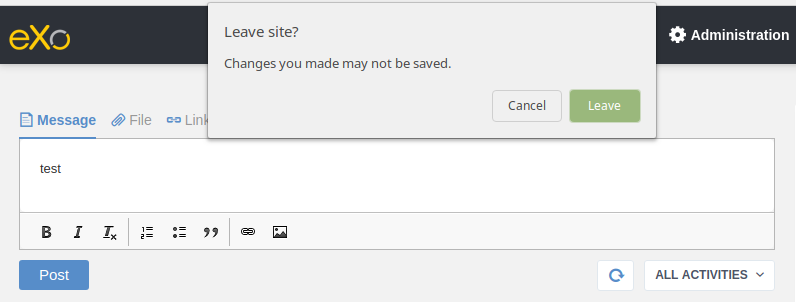 eXo
Leave site?
Changes you made may not be saved.
Cancel Leave
Administration
Message File Link
test
B I Tx
Post
ALL ACTIVITIES